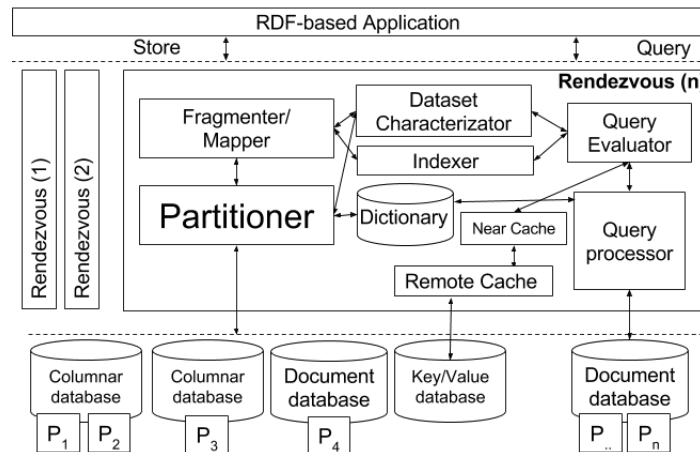 RDF-based Application
Store
Query
Rendezvous (1)
Rendezvous (2)
Rendezvous (n
Fragmenter/
Mapper
Dataset
Characterizator
Indexer
Query
Evaluator
Partitioner
Dictionary
Near Cache
Remote Cache
Query
processor
Columnar
database
P1
P2
Columnar
database
P3
Document
database
P4
Key/Value
database
Document
database
P..
Pn